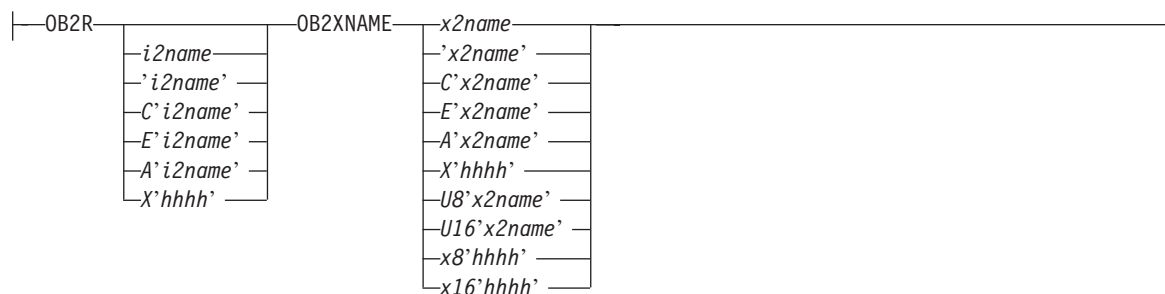 OB2R OB2XNAME x2name
i2name 'x2name'
'i2name' C'x2name'
C'i2name' E'x2name'
E'i2name' A'x2name'
A'i2name' X'hhhh'
X'hhhh' U8'x2name'
U16'x2name'
x8'hhhh'
x16'hhhh'